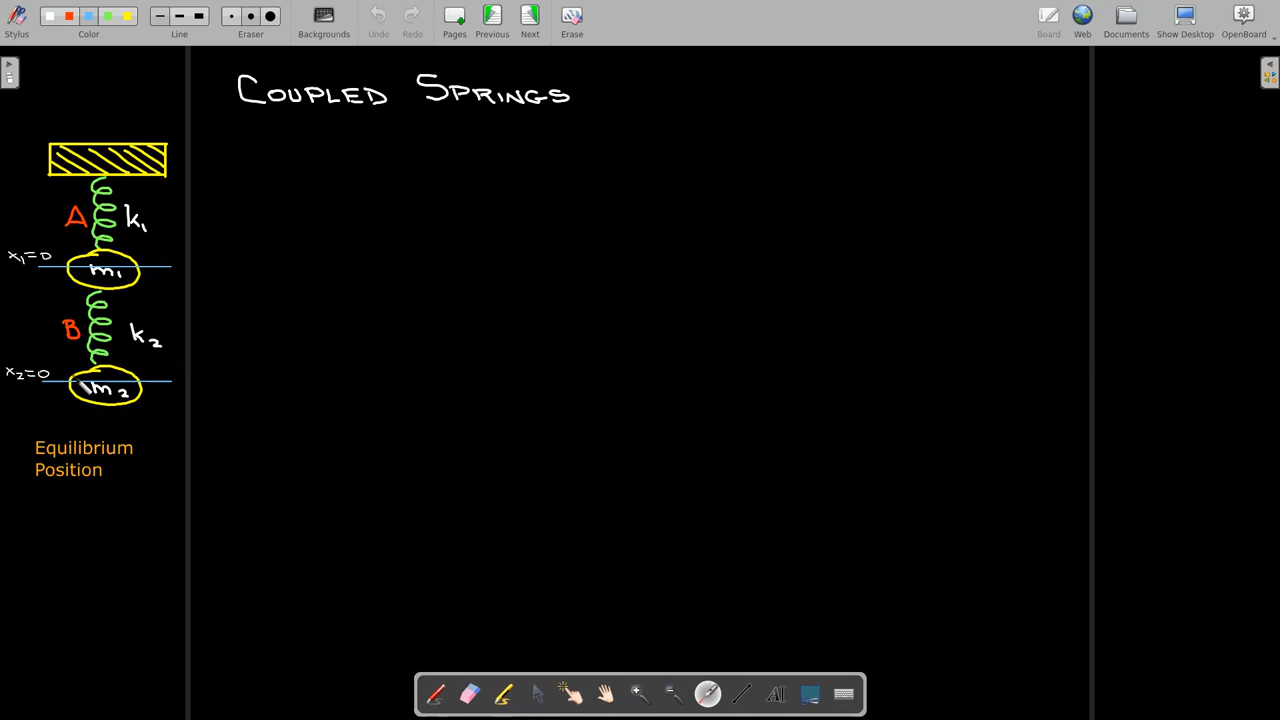 Stylus
Color
Line
Eraser
Backgrounds
Undo
Redo
Pages
Previous
Next
Erase
Board
Web
Documents
Show Desktop
OpenBoard
COUPLED SPRINGS
A k₁
x₁=0
m₁
B k₂
x₂=0
m₂
Equilibrium
Position
AI